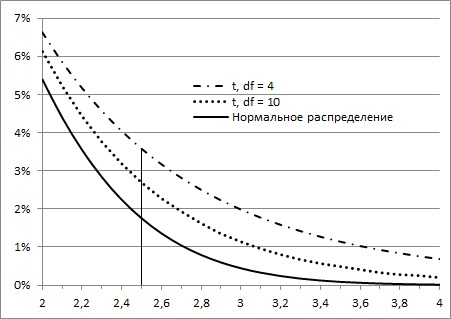 7%
6%
5%
4%
3%
2%
1%
0%
t, df = 4
t, df = 10
Нормальное распределение
2 2,2 2,4 2,6 2,8 3 3,2 3,4 3,6 3,8 4